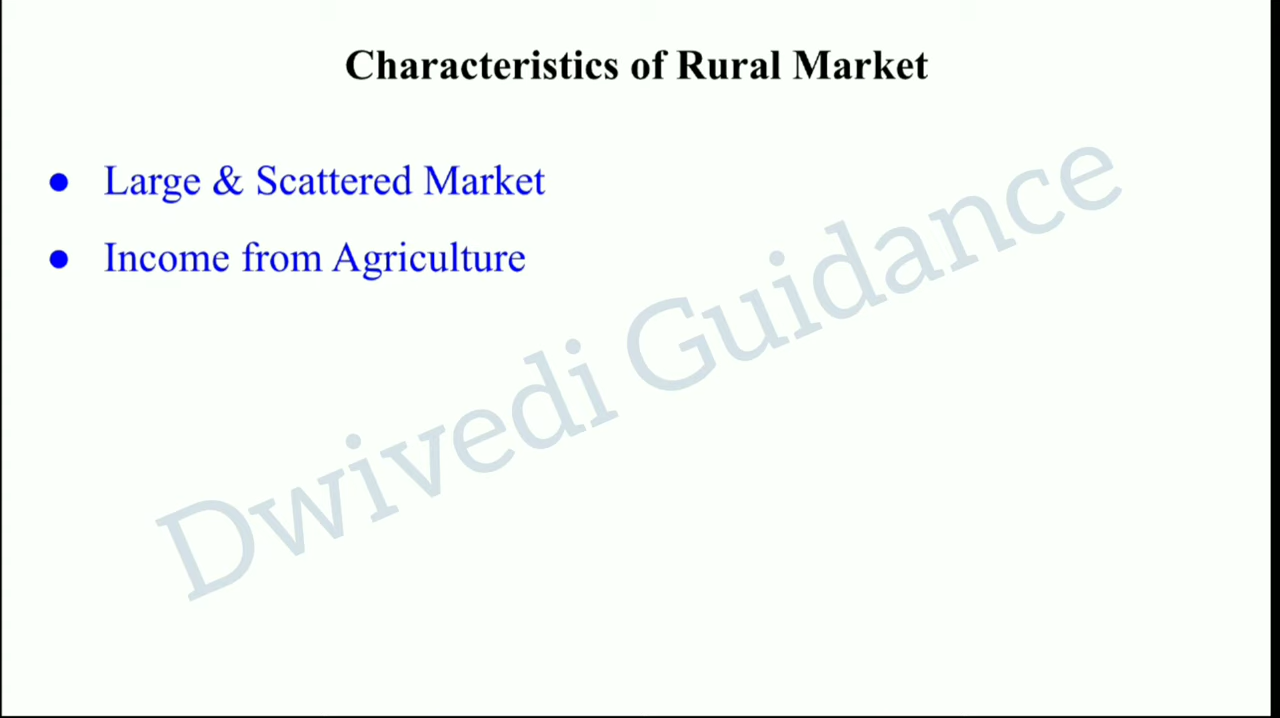 Characteristics of Rural Market
● Large & Scattered Market
● Income from Agriculture
Dwivedi Guidance